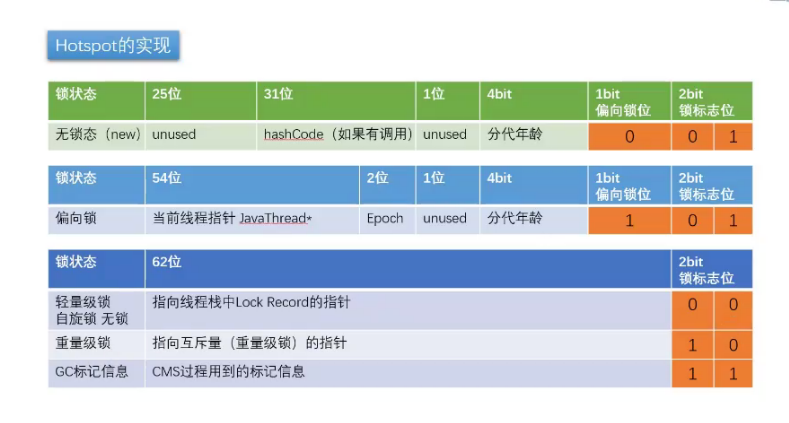 Hotspot的实现
锁状态 25位 31位 1位 4bit 1bit 2bit
偏向锁位 锁标志位
无锁态（new） unused hashCode（如果有调用） unused 分代年龄 0 0 1
锁状态 54位 2位 1位 4bit 1bit 2bit
偏向锁位 锁标志位
偏向锁 当前线程指针 JavaThread* Epoch unused 分代年龄 1 0 1
锁状态 62位 2bit
锁标志位
轻量级锁 指向线程栈中Lock Record的指针 0 0
自旋锁 无锁
重量级锁 指向互斥量（重量级锁）的指针 1 0
GC标记信息 CMS过程用到的标记信息 1 1